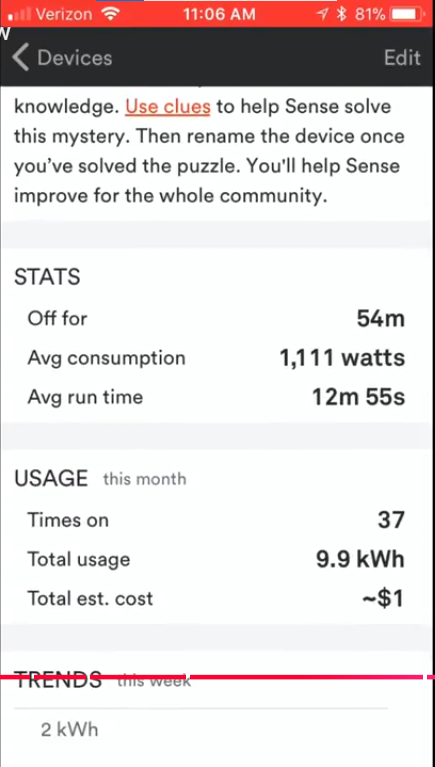 Verizon 11:06 AM 81%
W
Devices Edit
knowledge. Use clues to help Sense solve
this mystery. Then rename the device once
you've solved the puzzle. You'll help Sense
improve for the whole community.
STATS
Off for 54m
Avg consumption 1,111 watts
Avg run time 12m 55s
USAGE this month
Times on 37
Total usage 9.9 kWh
Total est. cost ~$1
TRENDS this week
2 kWh